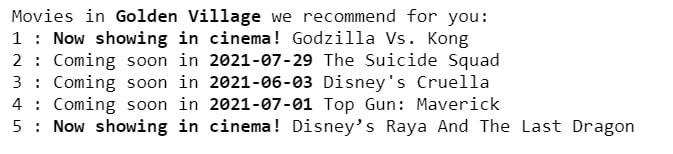 Movies in Golden Village we recommend for you:
1 : Now showing in cinema! Godzilla Vs. Kong
2 : Coming soon in 2021-07-29 The Suicide Squad
3 : Coming soon in 2021-06-03 Disney's Cruella
4 : Coming soon in 2021-07-01 Top Gun: Maverick
5 : Now showing in cinema! Disney’s Raya And The Last Dragon